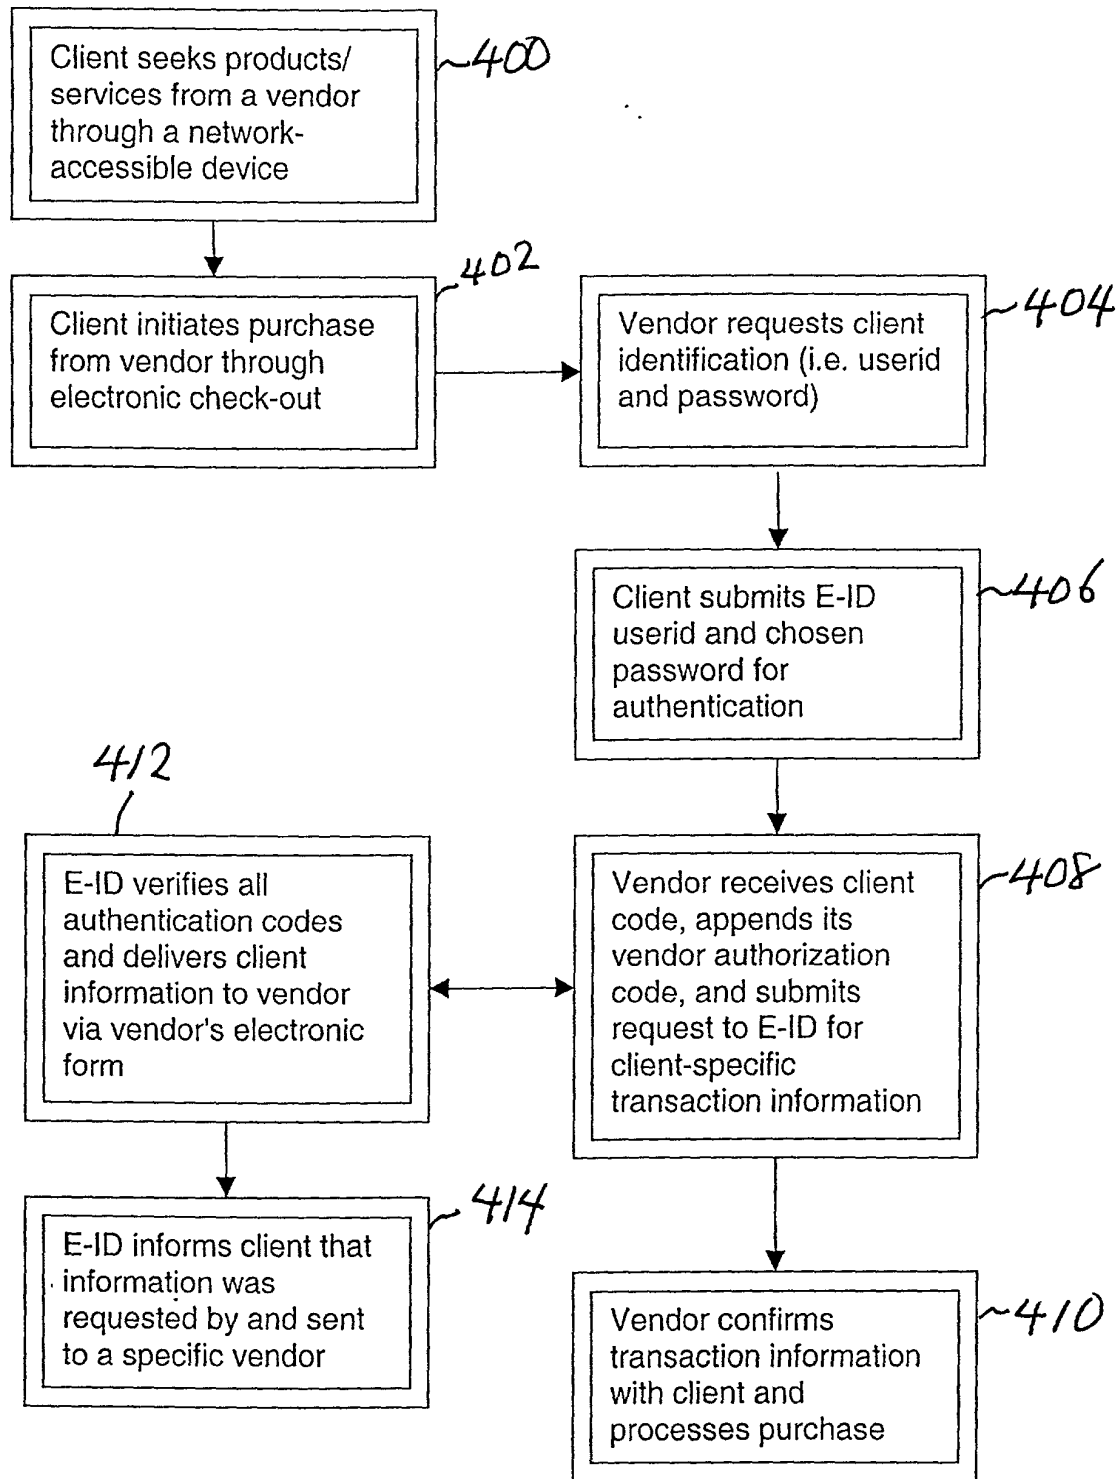 Client seeks products/
services from a vendor
through a network-
accessible device
400
Client initiates purchase
from vendor through
electronic check-out
402
Vendor requests client
identification (i.e. userid
and password)
404
Client submits E-ID
userid and chosen
password for
authentication
406
Vendor receives client
code, appends its
vendor authorization
code, and submits
request to E-ID for
client-specific
transaction information
408
412
E-ID verifies all
authentication codes
and delivers client
information to vendor
via vendor's electronic
form
E-ID informs client that
information was
requested by and sent
to a specific vendor
414
Vendor confirms
transaction information
with client and
processes purchase
410